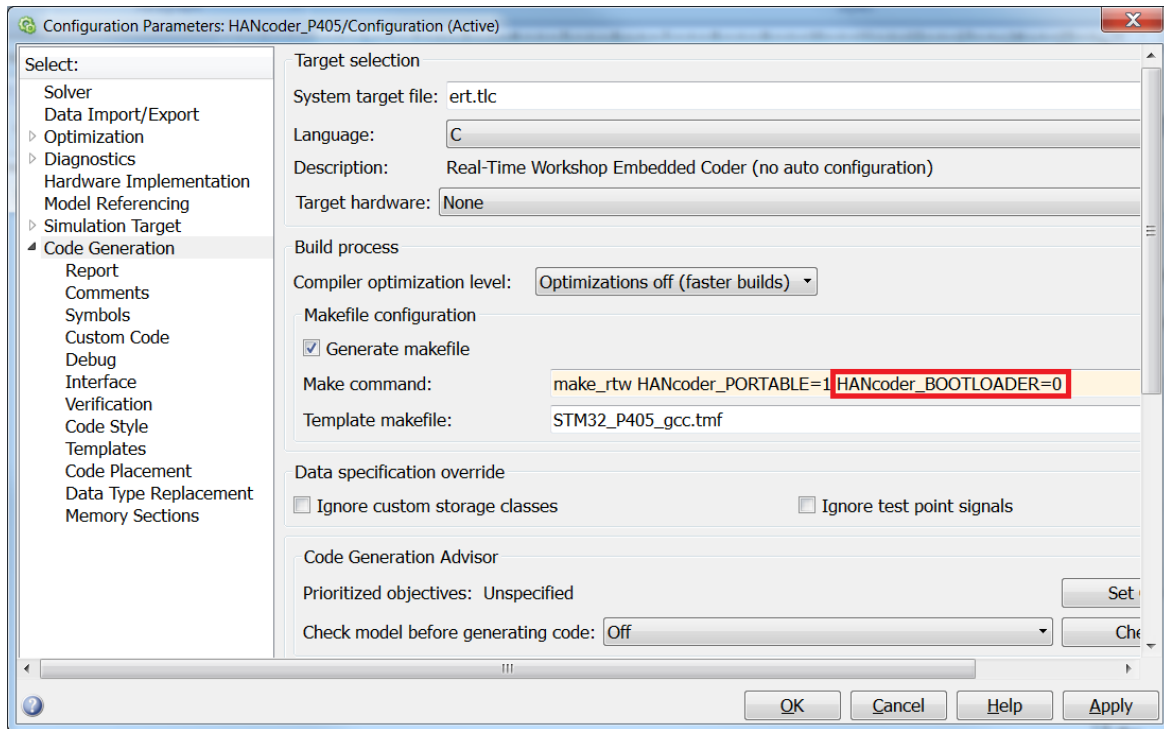 Configuration Parameters: HANcoder_P405/Configuration (Active)
Select:
Solver
Data Import/Export
Optimization
Diagnostics
Hardware Implementation
Model Referencing
Simulation Target
Code Generation
Report
Comments
Symbols
Custom Code
Debug
Interface
Verification
Code Style
Templates
Code Placement
Data Type Replacement
Memory Sections
Target selection
System target file: ert.tlc
Language: C
Description: Real-Time Workshop Embedded Coder (no auto configuration)
Target hardware: None
Build process
Compiler optimization level: Optimizations off (faster builds)
Makefile configuration
Generate makefile
Make command: make_rtw HANcoder_PORTABLE=1 HANcoder_BOOTLOADER=0
Template makefile: STM32_P405_gcc.tmf
Data specification override
Ignore custom storage classes Ignore test point signals
Code Generation Advisor
Prioritized objectives: Unspecified Set
Check model before generating code: Off Che
OK Cancel Help Apply